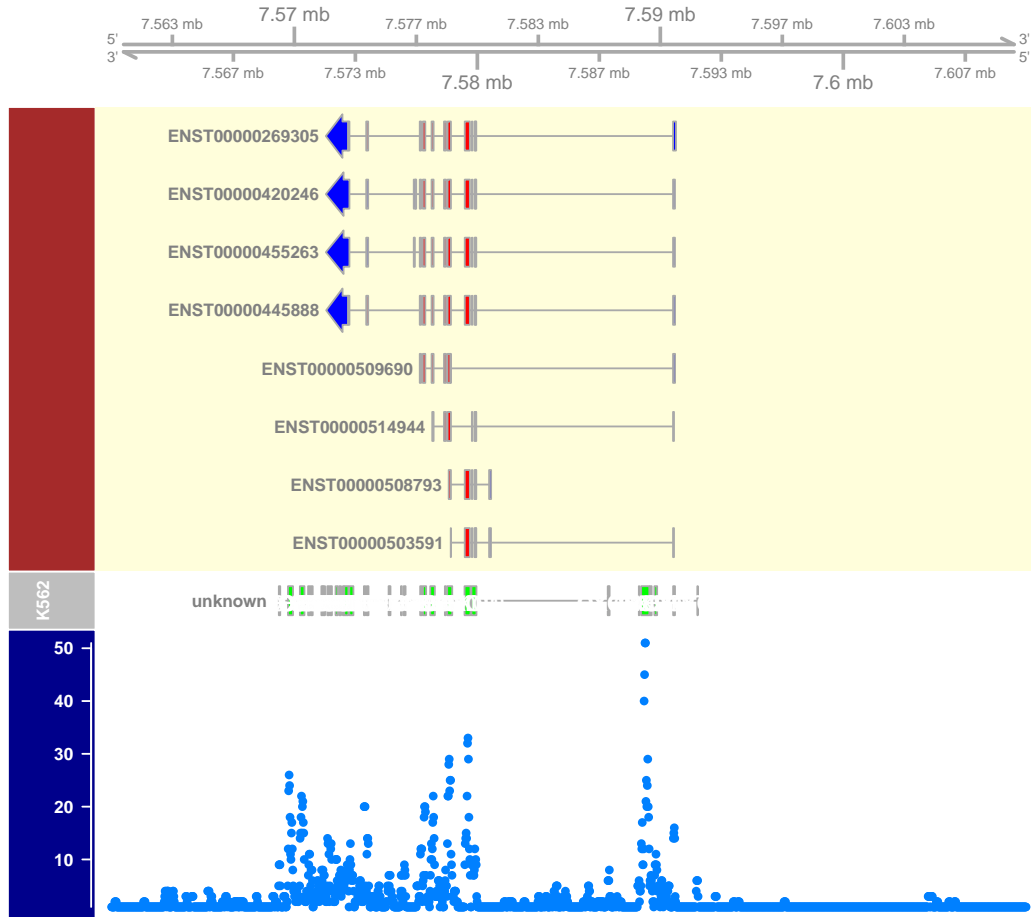 7.57 mb 7.59 mb
7.563 mb 7.577 mb 7.583 mb 7.597 mb 7.603 mb
5' 3'
3' 5'
7.567 mb 7.573 mb 7.587 mb 7.593 mb 7.607 mb
7.58 mb 7.6 mb
ENST00000269305
ENST00000420246
ENST00000455263
ENST00000445888
ENST00000509690
ENST00000514944
ENST00000508793
ENST00000503591
K562
unknown
50
40
30
20
10